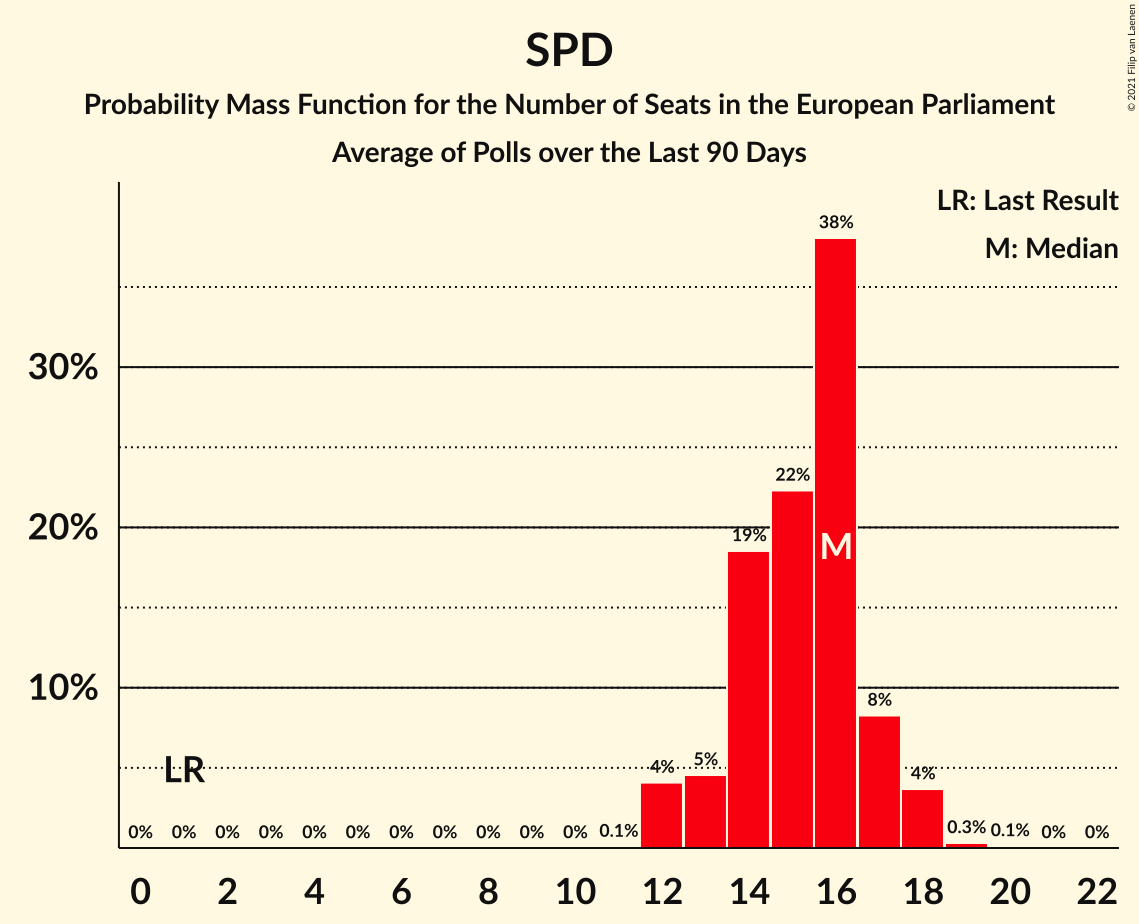 SPD
Probability Mass Function for the Number of Seats in the European Parliament
Average of Polls over the Last 90 Days
© 2021 Filip van Laenen
LR: Last Result
M: Median
38%
30%
22%
20%
19%
M
10%
8%
LR
4%
5%
4%
0% 0% 0% 0% 0% 0% 0% 0% 0% 0% 0% 0.1% 0.3% 0.1% 0% 0%
0 2 4 6 8 10 12 14 16 18 20 22